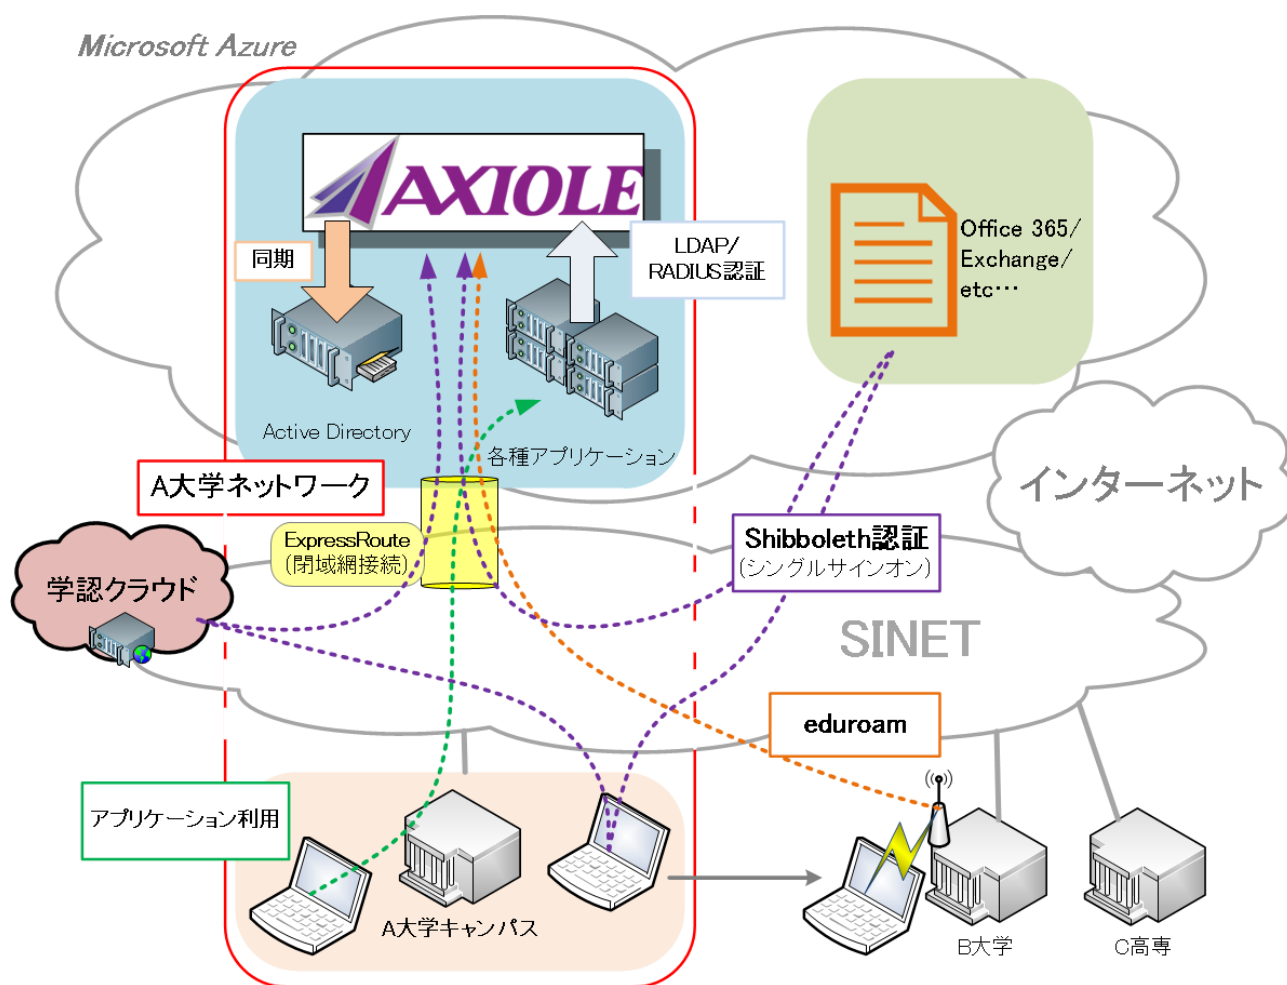 Microsoft Azure
AXIOLE
同期
LDAP/
RADIUS認証
Office 365/
Exchange/
etc…
Active Directory
各種アプリケーション
A大学ネットワーク
インターネット
ExpressRoute
(閉域網接続)
Shibboleth認証
(シングルサインオン)
学認クラウド
SINET
eduroam
アプリケーション利用
A大学キャンパス
B大学
C高専